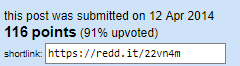 this post was submitted on 12 Apr 2014
116 points (91% upvoted)
shortlink: https://redd.it/22vn4m